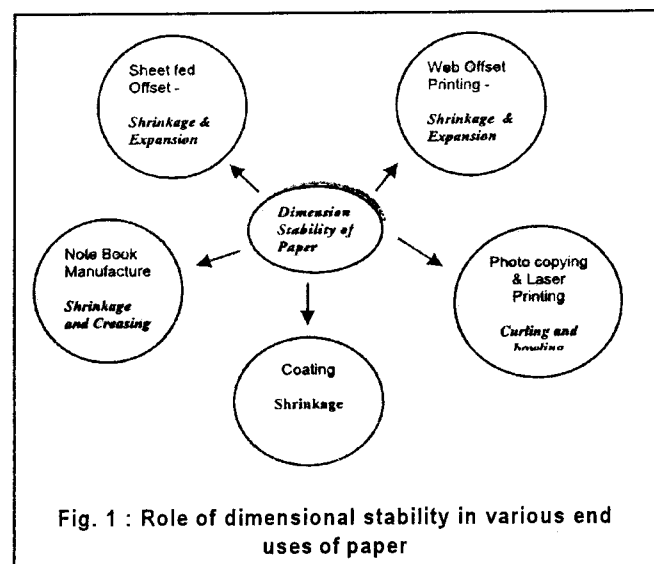 Sheet fed
Offset -
Shrinkage &
Expansion
Web Offset
Printing -
Shrinkage &
Expansion
Dimension
Stability of
Paper
Note Book
Manufacture
Shrinkage
and Creasing
Photo copying
& Laser
Printing
Curling and
bowling
Coating
Shrinkage
Fig. 1 : Role of dimensional stability in various end
uses of paper